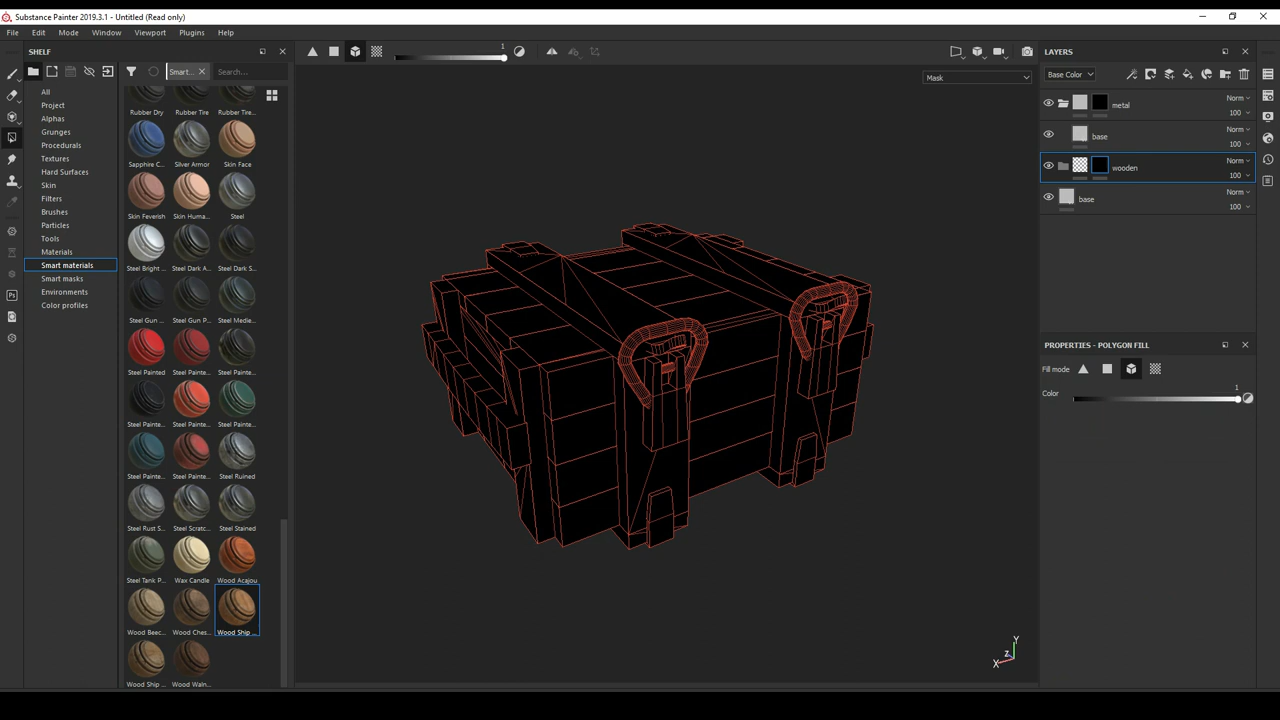 Substance Painter 2019.3.1 - Untitled (Read only)
File Edit Mode Window Viewport Plugins Help
SHELF
Smart...
Search...
All
Project
Alphas
Grunges
Procedurals
Textures
Hard Surfaces
Skin
Filters
Brushes
Particles
Tools
Materials
Smart materials
Smart masks
Environments
Color profiles
Rubber Dry Rubber Tire Rubber Tire...
Sapphire C... Silver Armor Skin Face
Skin Feverish Skin Huma... Steel
Steel Bright ... Steel Dark A... Steel Dark S...
Steel Gun ... Steel Gun P... Steel Medie...
Steel Painted Steel Painte... Steel Painte...
Steel Painte... Steel Painte... Steel Painte...
Steel Painte... Steel Painte... Steel Ruined
Steel Rust S... Steel Scratc... Steel Stained
Steel Tank P... Wax Candle Wood Acajou
Wood Beec... Wood Ches... Wood Ship ...
Wood Ship ... Wood Waln...
1
Mask
Y
Z
X
LAYERS
Base Color
metal Norm
100
base Norm
100
wooden Norm
100
base Norm
100
PROPERTIES - POLYGON FILL
Fill mode
Color 1
Ps